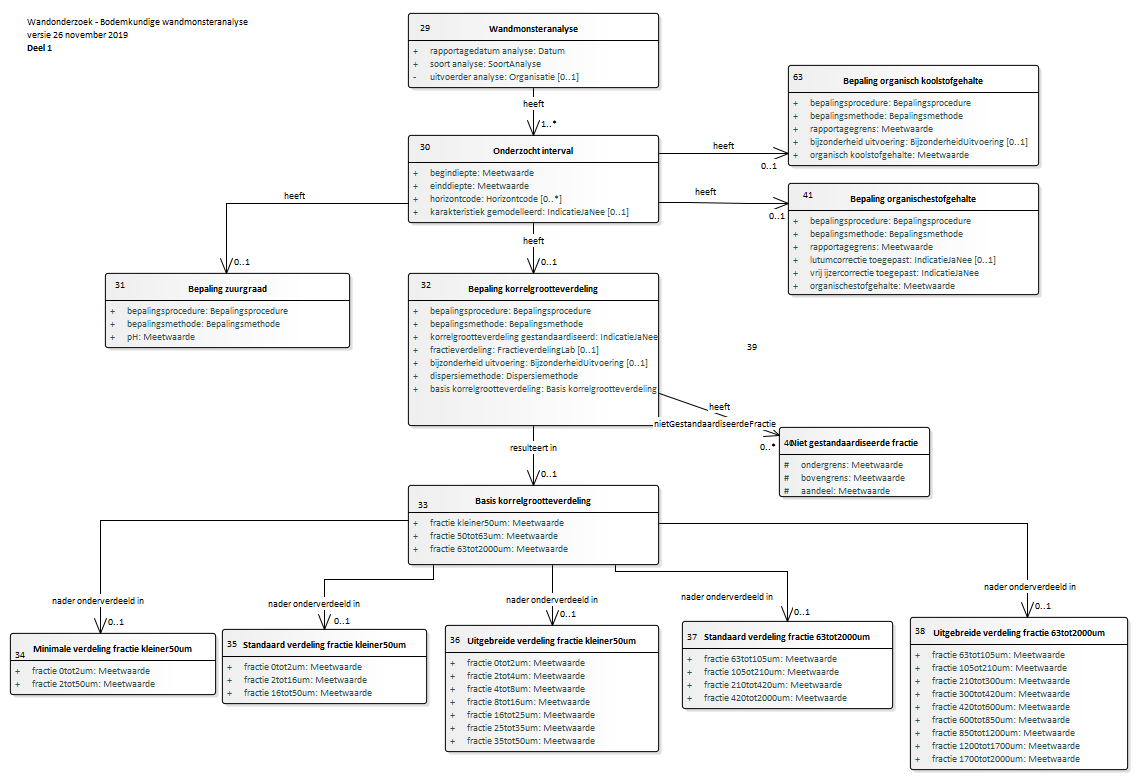 Wandonderzoek - Bodemkundige wandmonsteranalyse
versie 26 november 2019
Deel 1
29 Wandmonsteranalyse
+ rapportagedatum analyse: Datum
+ soort analyse: SoortAnalyse
- uitvoerder analyse: Organisatie [0..1]
heeft
1..*
30 Onderzocht interval
+ begindiepte: Meetwaarde
+ einddiepte: Meetwaarde
+ horizontcode: Horizontcode [0..*]
+ karakteristiek gemodelleerd: IndicatieJaNee [0..1]
heeft
0..1
63 Bepaling organisch koolstofgehalte
+ bepalingsprocedure: Bepalingsprocedure
+ bepalingsmethode: Bepalingsmethode
+ rapportagegrens: Meetwaarde
+ bijzonderheid uitvoering: BijzonderheidUitvoering [0..1]
+ organisch koolstofgehalte: Meetwaarde
heeft
0..1
41 Bepaling organischestofgehalte
+ bepalingsprocedure: Bepalingsprocedure
+ bepalingsmethode: Bepalingsmethode
+ rapportagegrens: Meetwaarde
+ lutumcorrectie toegepast: IndicatieJaNee [0..1]
+ vrij ijzercorrectie toegepast: IndicatieJaNee
+ organischestofgehalte: Meetwaarde
heeft
0..1
31 Bepaling zuurgraad
+ bepalingsprocedure: Bepalingsprocedure
+ bepalingsmethode: Bepalingsmethode
+ pH: Meetwaarde
heeft
0..1
32 Bepaling korrelgrootteverdeling
+ bepalingsprocedure: Bepalingsprocedure
+ bepalingsmethode: Bepalingsmethode
+ korrelgrootteverdeling gestandaardiseerd: IndicatieJaNee
+ fractieverdeling: FractieverdelingLab [0..1]
+ bijzonderheid uitvoering: BijzonderheidUitvoering [0..1]
+ dispersiemethode: Dispersiemethode
+ basis korrelgrootteverdeling: Basis korrelgrootteverdeling
39
heeft
nietGestandaardiseerdeFractie
0..*
40 Niet gestandaardiseerde fractie
# ondergrens: Meetwaarde
# bovengrens: Meetwaarde
# aandeel: Meetwaarde
resulteert in
0..1
33 Basis korrelgrootteverdeling
+ fractie kleiner50um: Meetwaarde
+ fractie 50tot63um: Meetwaarde
+ fractie 63tot2000um: Meetwaarde
nader onderverdeeld in
0..1
34 Minimale verdeling fractie kleiner50um
+ fractie 0tot2um: Meetwaarde
+ fractie 2tot50um: Meetwaarde
nader onderverdeeld in
0..1
35 Standaard verdeling fractie kleiner50um
+ fractie 0tot2um: Meetwaarde
+ fractie 2tot16um: Meetwaarde
+ fractie 16tot50um: Meetwaarde
nader onderverdeeld in
0..1
36 Uitgebreide verdeling fractie kleiner50um
+ fractie 0tot2um: Meetwaarde
+ fractie 2tot4um: Meetwaarde
+ fractie 4tot8um: Meetwaarde
+ fractie 8tot16um: Meetwaarde
+ fractie 16tot25um: Meetwaarde
+ fractie 25tot35um: Meetwaarde
+ fractie 35tot50um: Meetwaarde
nader onderverdeeld in
0..1
37 Standaard verdeling fractie 63tot2000um
+ fractie 63tot105um: Meetwaarde
+ fractie 105ot210um: Meetwaarde
+ fractie 210tot420um: Meetwaarde
+ fractie 420tot2000um: Meetwaarde
nader onderverdeeld in
0..1
38 Uitgebreide verdeling fractie 63tot2000um
+ fractie 63tot105um: Meetwaarde
+ fractie 105ot210um: Meetwaarde
+ fractie 210tot300um: Meetwaarde
+ fractie 300tot420um: Meetwaarde
+ fractie 420tot600um: Meetwaarde
+ fractie 600tot850um: Meetwaarde
+ fractie 850tot1200um: Meetwaarde
+ fractie 1200tot1700um: Meetwaarde
+ fractie 1700tot2000um: Meetwaarde